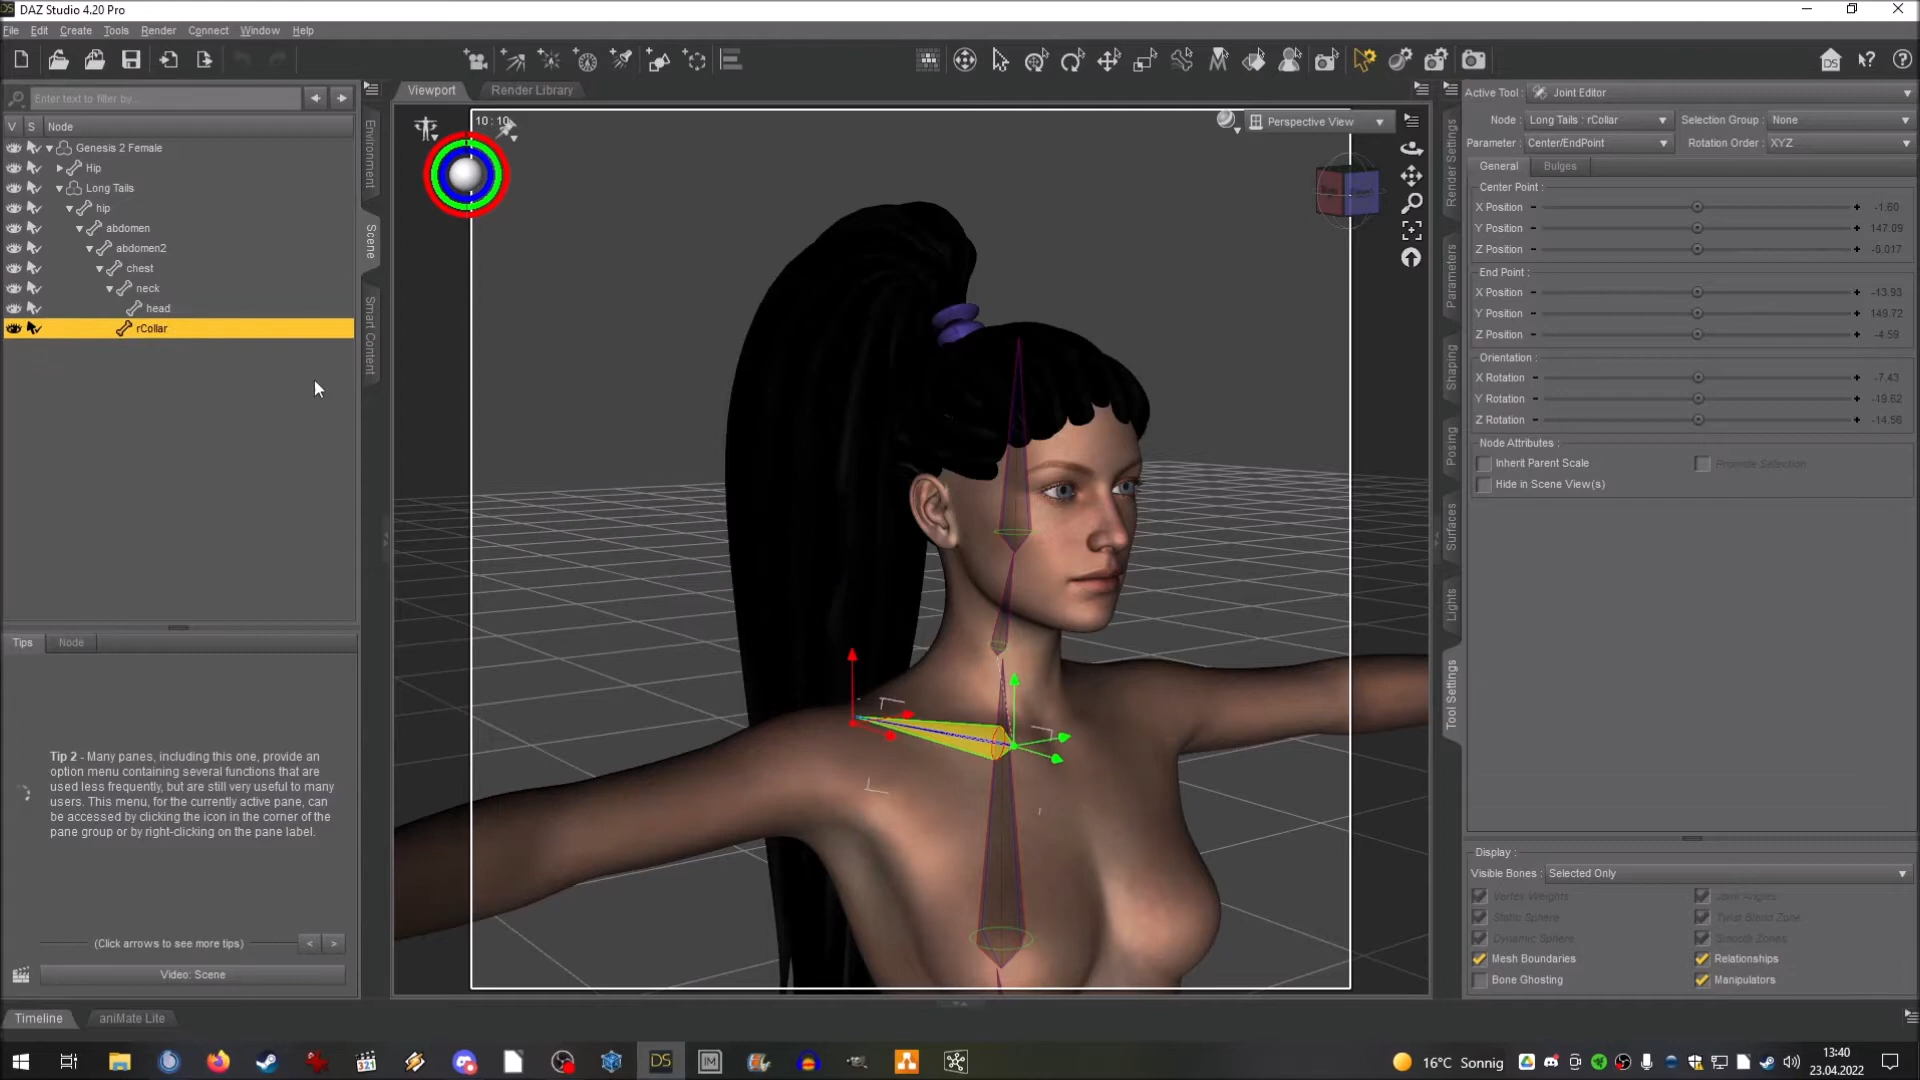 DAZ Studio 4.20 Pro
File Edit Create Tools Render Connect Window Help
Enter text to filter by...
V S Node
Genesis 2 Female
Hip
Long Tails
hip
abdomen
abdomen2
chest
neck
head
rCollar
Environment
Scene
Smart Content
Tips Node
Tip 2 - Many panes, including this one, provide an
option menu containing several functions that are
used less frequently, but are still very useful to many
users. This menu, for the currently active pane, can
be accessed by clicking the icon in the corner of the
pane group or by right-clicking on the pane label.
(Click arrows to see more tips) < >
Video: Scene
Timeline aniMate Lite
Viewport Render Library
10 : 10
Perspective View
Render Settings
Parameters
Shaping
Posing
Surfaces
Lights
Tool Settings
Active Tool : Joint Editor
Node : Long Tails : rCollar Selection Group : None
Parameter : Center/EndPoint Rotation Order : XYZ
General Bulges
Center Point :
X Position -1.60
Y Position 147.09
Z Position
End Point :
X Position -13.93
Y Position 149.72
Z Position -4.59
Orientation :
X Rotation -7.43
Y Rotation -19.62
Z Rotation -14.56
Node Attributes :
Inherit Parent Scale Promote Selection
Hide in Scene View(s)
Display :
Visible Bones : Selected Only
Vertex Weights Joint Angles
Static Sphere Twist Blend Zone
Dynamic Sphere Smooth Zones
Mesh Boundaries Relationships
Bone Ghosting Manipulators
321
DS
IM
16°C Sonnig
13:40
23.04.2022